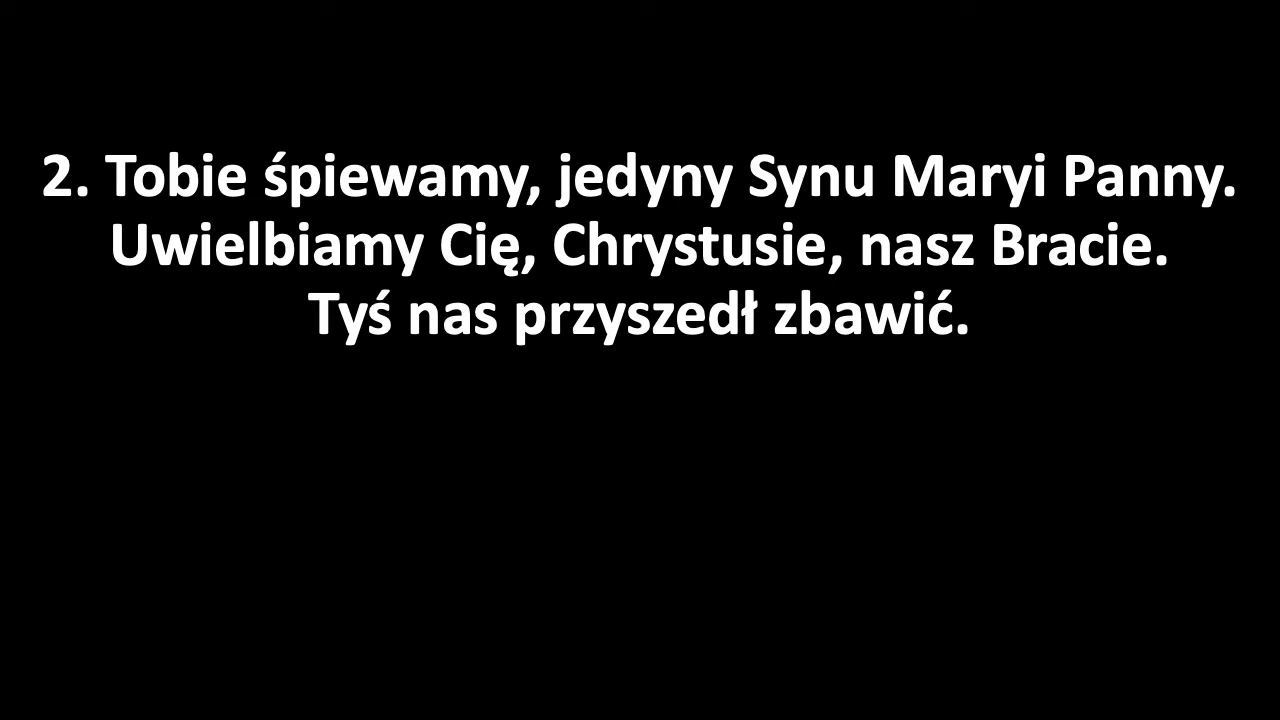 2. Tobie śpiewamy, jedyny Synu Maryi Panny.
Uwielbiamy Cię, Chrystusie, nasz Bracie.
Tyś nas przyszedł zbawić.